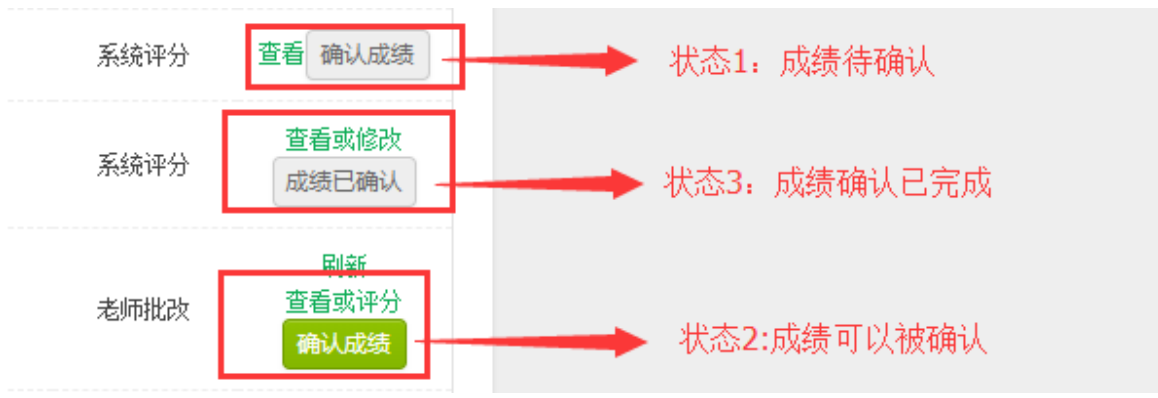 系统评分 查看 确认成绩 状态1：成绩待确认
查看或修改
系统评分 成绩已确认 状态3：成绩确认已完成
刷新
查看或评分
老师批改 确认成绩 状态2:成绩可以被确认